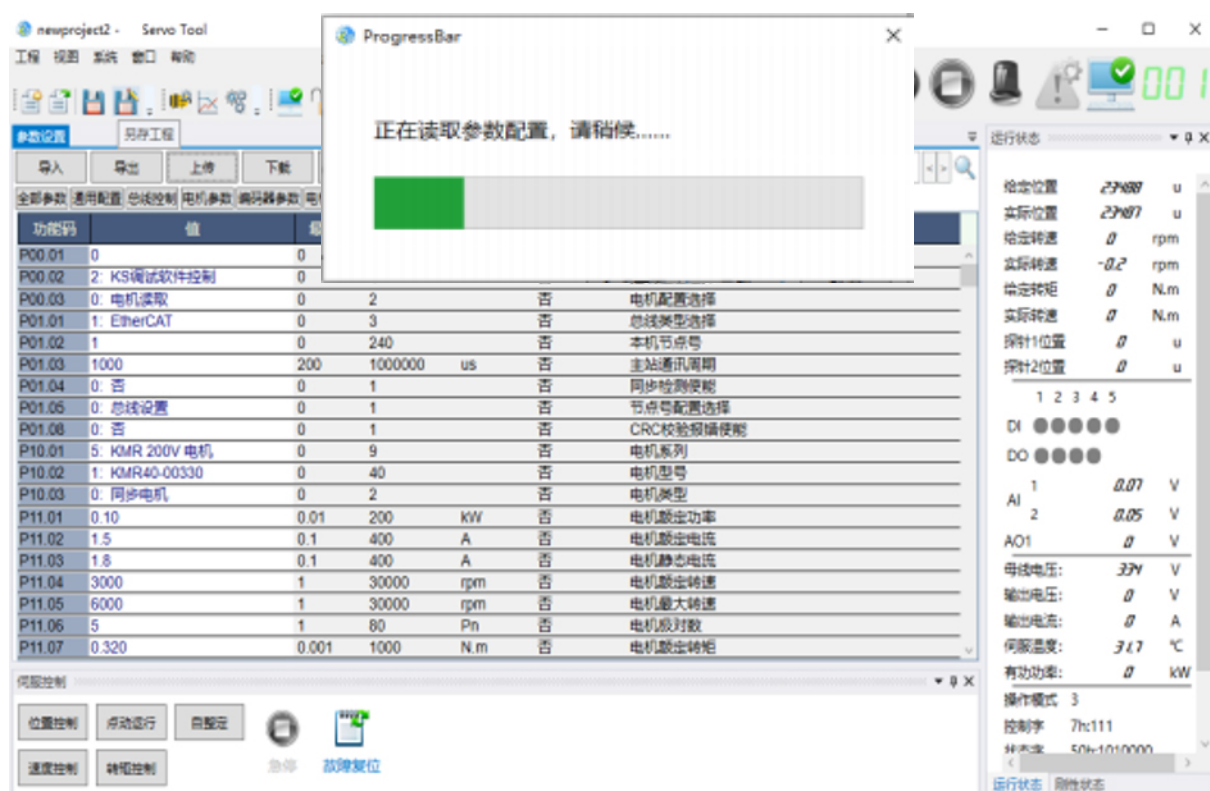 newproject2 - Servo Tool
工程 视图 系统 窗口 帮助
ProgressBar
正在读取参数配置，请稍候......
001
参数设置
另存工程
导入 导出 上传 下载
全部参数 通用配置 总线控制 电机参数 编码器参数
功能码 值
P00.01 0 0
P00.02 2: KS调试软件控制 0
P00.03 0: 电机读取 0 2 否 电机配置选择
P01.01 1: EtherCAT 0 3 否 总线类型选择
P01.02 1 0 240 否 本机节点号
P01.03 1000 200 1000000 us 否 主站通讯周期
P01.04 0: 否 0 1 否 同步检测使能
P01.05 0: 总线设置 0 1 否 节点号配置选择
P01.08 0: 否 0 1 否 CRC校验报错使能
P10.01 5: KMR 200V 电机 0 9 否 电机系列
P10.02 1: KMR40-00330 0 40 否 电机型号
P10.03 0: 同步电机 0 2 否 电机类型
P11.01 0.10 0.01 200 kW 否 电机额定功率
P11.02 1.5 0.1 400 A 否 电机额定电流
P11.03 1.8 0.1 400 A 否 电机静态电流
P11.04 3000 1 30000 rpm 否 电机额定转速
P11.05 6000 1 30000 rpm 否 电机最大转速
P11.06 5 1 80 Pn 否 电机极对数
P11.07 0.320 0.001 1000 N.m 否 电机额定转矩
伺服控制
位置控制 点动运行 自整定
速度控制 转矩控制
急停 故障复位
运行状态
给定位置 23488 u
实际位置 23487 u
给定转速 0 rpm
实际转速 -0.2 rpm
给定转矩 0 N.m
实际转速 0 N.m
探针1位置 0 u
探针2位置 0 u
1 2 3 4 5
DI
DO
AI 1 0.07 V
2 0.05 V
AO1 0 V
母线电压: 334 V
输出电压: 0 V
输出电流: 0 A
伺服温度: 31.7 ℃
有功功率: 0 kW
操作模式 3
控制字 7h:111
状态字 50h:1010000
运行状态 刚性状态